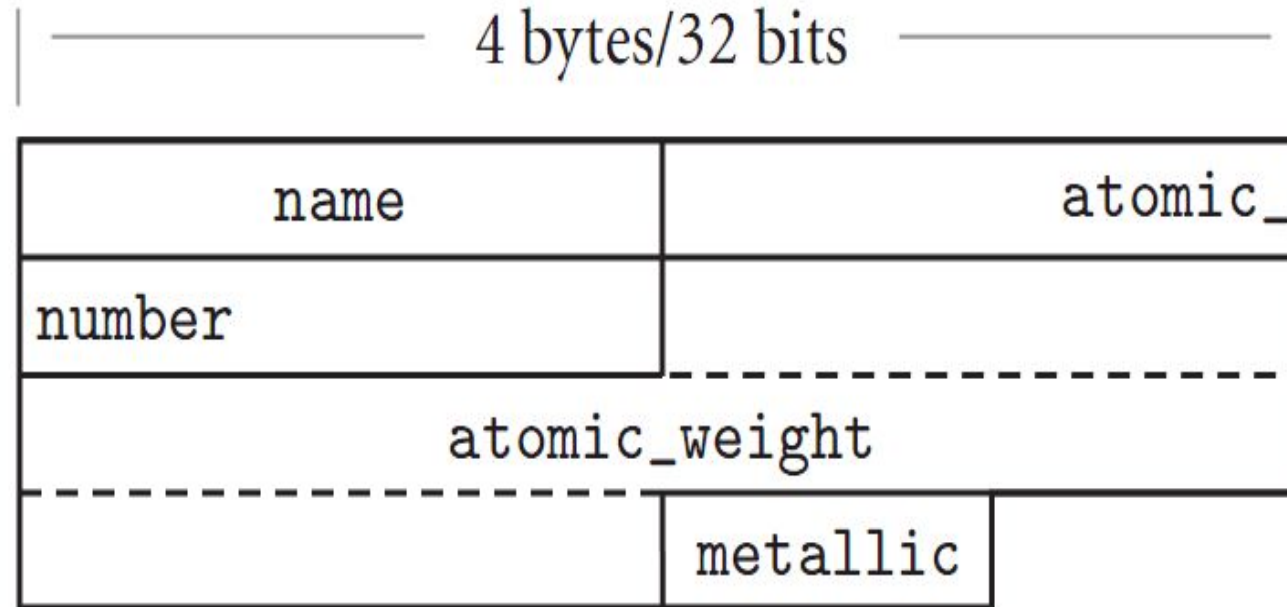 4 bytes/32 bits
name atomic_
number
atomic_weight
metallic